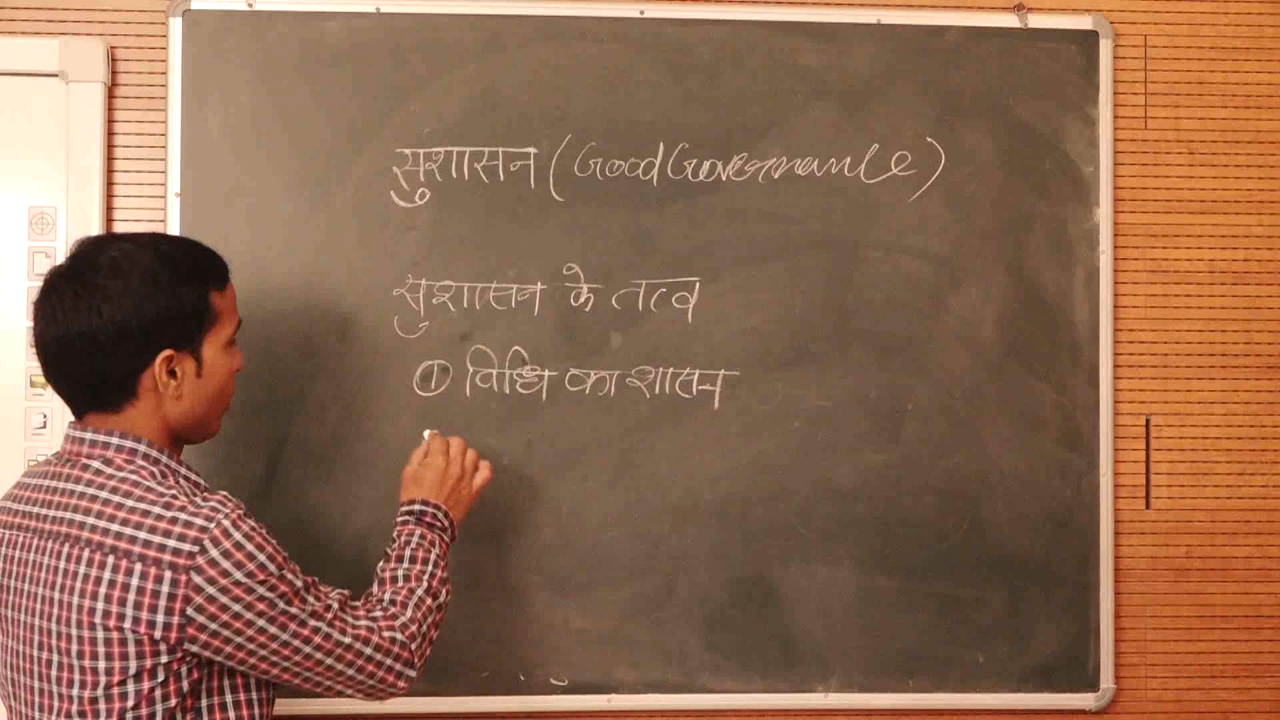 सुशासन (Good Governance)
सुशासन के तत्व
① विधि का शासन